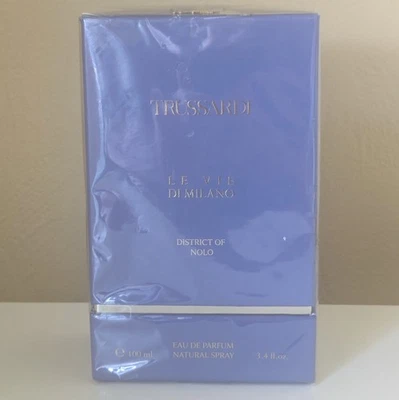 TRUSSARDI
LE VIE
DI MILANO
DISTRICT OF
NOLO
EAU DE PARFUM
℮ 100 ml NATURAL SPRAY 3.4 fl.oz.